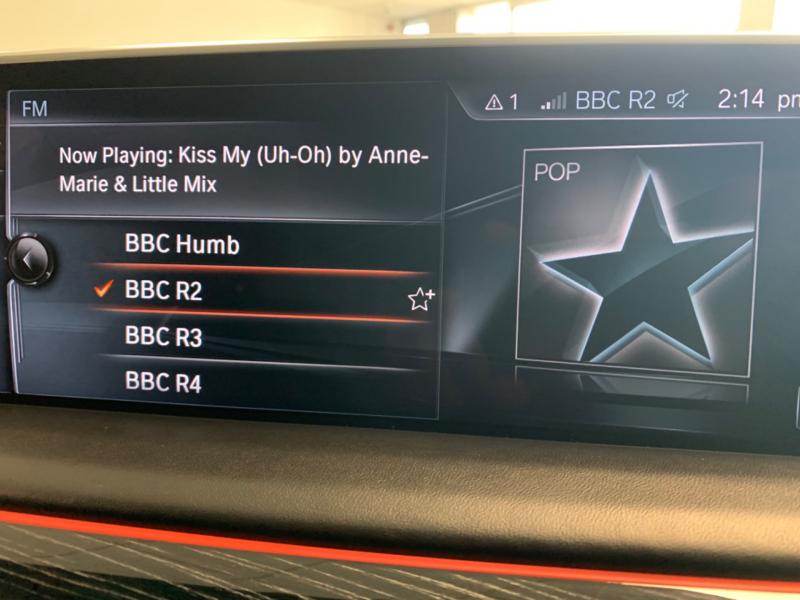 FM
1 BBC R2 2:14 pm
Now Playing: Kiss My (Uh-Oh) by Anne-
Marie & Little Mix
POP
BBC Humb
BBC R2
BBC R3
BBC R4